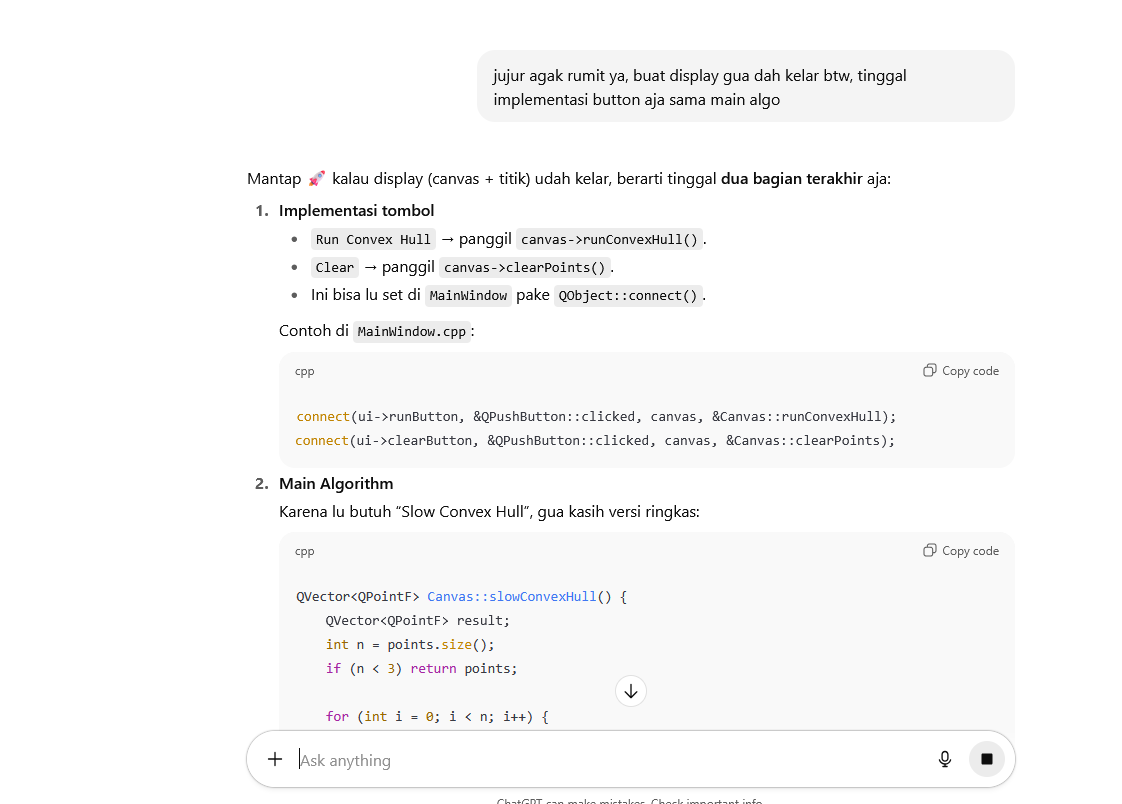 jujur agak rumit ya, buat display gua dah kelar btw, tinggal
implementasi button aja sama main algo
Mantap 🚀 kalau display (canvas + titik) udah kelar, berarti tinggal dua bagian terakhir aja:
1. Implementasi tombol
• Run Convex Hull → panggil canvas->runConvexHull().
• Clear → panggil canvas->clearPoints().
• Ini bisa lu set di MainWindow pake QObject::connect().
Contoh di MainWindow.cpp:
cpp Copy code
connect(ui->runButton, &QPushButton::clicked, canvas, &Canvas::runConvexHull);
connect(ui->clearButton, &QPushButton::clicked, canvas, &Canvas::clearPoints);
2. Main Algorithm
Karena lu butuh “Slow Convex Hull”, gua kasih versi ringkas:
cpp Copy code
QVector<QPointF> Canvas::slowConvexHull() {
    QVector<QPointF> result;
    int n = points.size();
    if (n < 3) return points;
    for (int i = 0; i < n; i++) {
Ask anything
ChatGPT can make mistakes. Check important info.